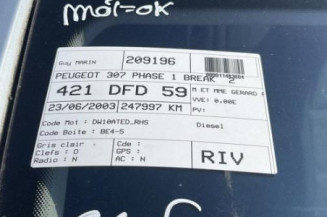 mot=OK
Guy MARIN 209196
PEUGEOT 307 PHASE 1 BREAK 2
421 DFD 59 M ET MME GERARD
23/06/2003 247997 KM VVE: 0.00E
PV:
Code Mot : DW10ATED_RHS Diesel
Code Boite : BE4-5
Gris clair Cde :
Clefs : 0 GPS :
Radio : N AC : N
RIV